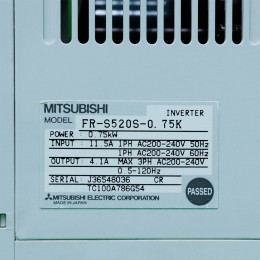 MITSUBISHI
INVERTER
MODEL FR-S520S-0.75K
POWER : 0.75kW
INPUT : 11.5A 1PH AC200-240V 50Hz
1PH AC200-240V 60Hz
OUTPUT: 4.1A MAX 3PH AC200-240V
0.5-120Hz
SERIAL: J36548036 CR
TC100A786G54
PASSED
MITSUBISHI ELECTRIC CORPORATION
MADE IN JAPAN